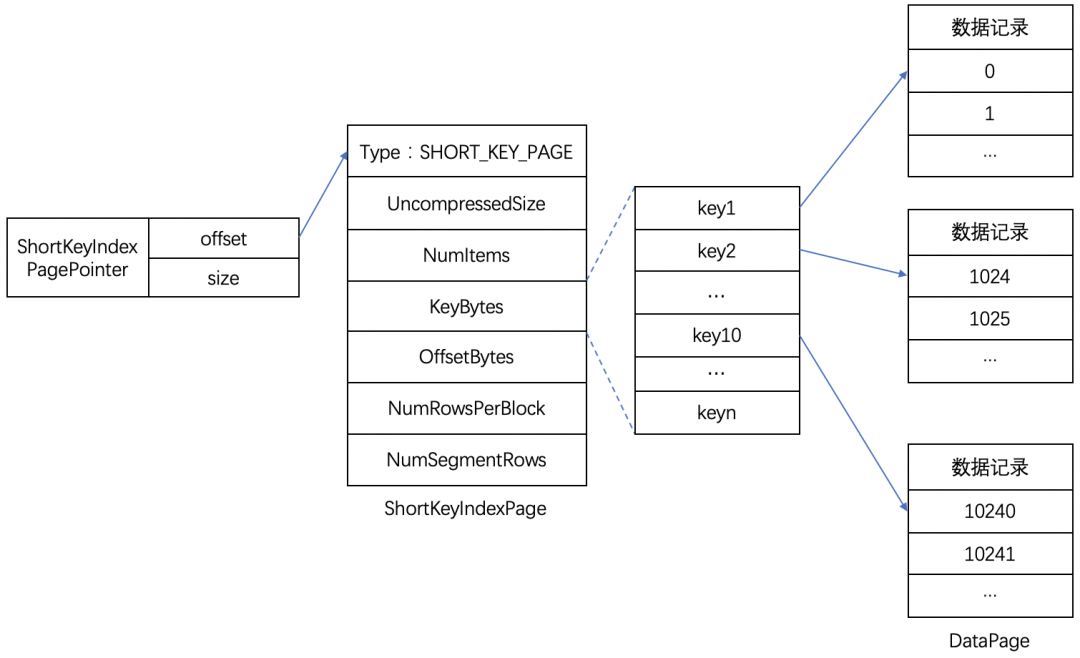 ShortKeyIndex
PagePointer
offset
size
Type：SHORT_KEY_PAGE
UncompressedSize
NumItems
KeyBytes
OffsetBytes
NumRowsPerBlock
NumSegmentRows
ShortKeyIndexPage
key1
key2
...
key10
...
keyn
数据记录
0
1
...
数据记录
1024
1025
...
数据记录
10240
10241
...
DataPage